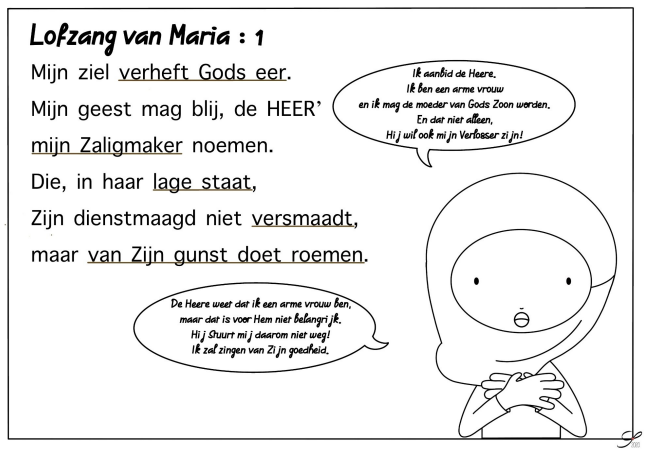 Lofzang van Maria : 1
Mijn ziel verheft Gods eer.
Mijn geest mag blij, de HEER’
mijn Zaligmaker noemen.
Die, in haar lage staat,
Zijn dienstmaagd niet versmaadt,
maar van Zijn gunst doet roemen.
Ik aanbid de Heere.
Ik ben een arme vrouw
en ik mag de moeder van Gods Zoon worden.
En dat niet alleen,
Hij wil ook mijn Verlosser zijn!
De Heere weet dat ik een arme vrouw ben,
maar dat is voor Hem niet belangrijk.
Hij Stuurt mij daarom niet weg!
Ik zal zingen van Zijn goedheid.